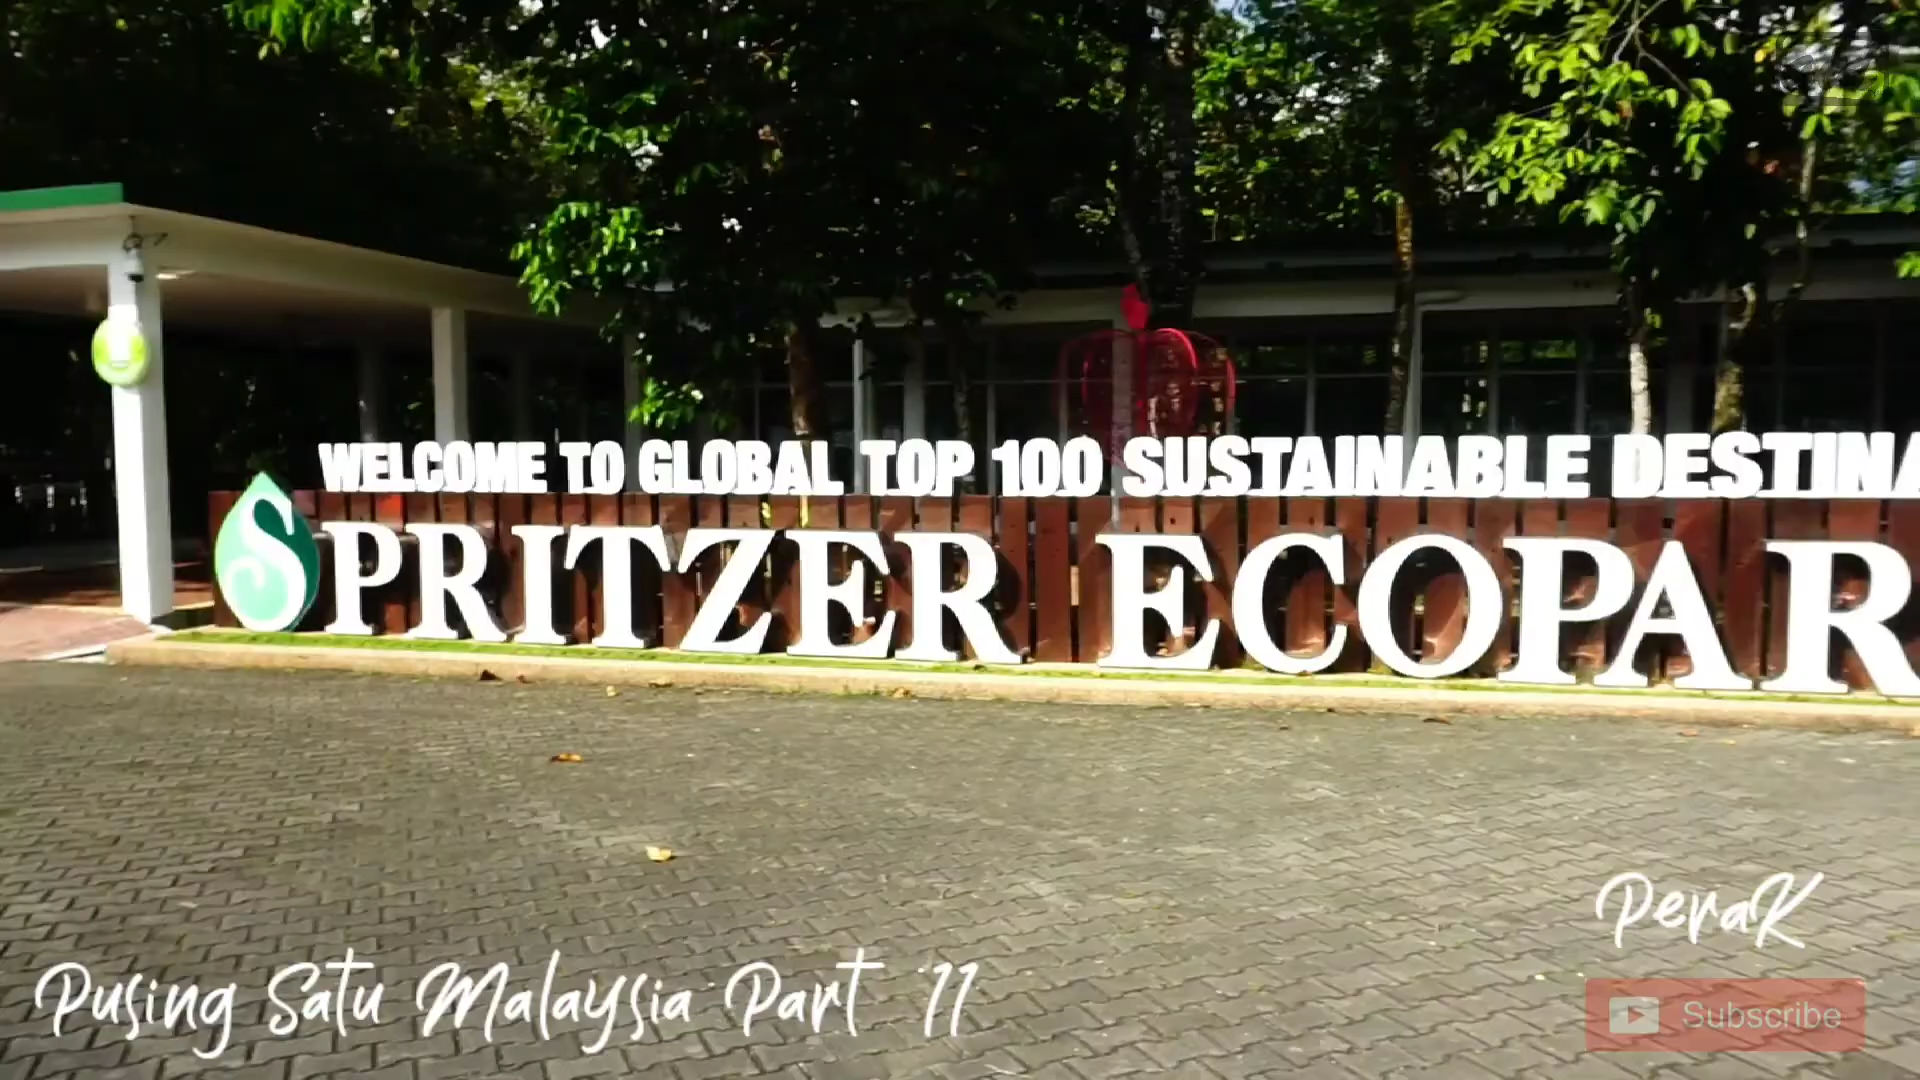 WELCOME TO GLOBAL TOP 100 SUSTAINABLE DESTINA
SPRITZER ECOPAR
PeraK
Pusing Satu Malaysia Part 11
Subscribe